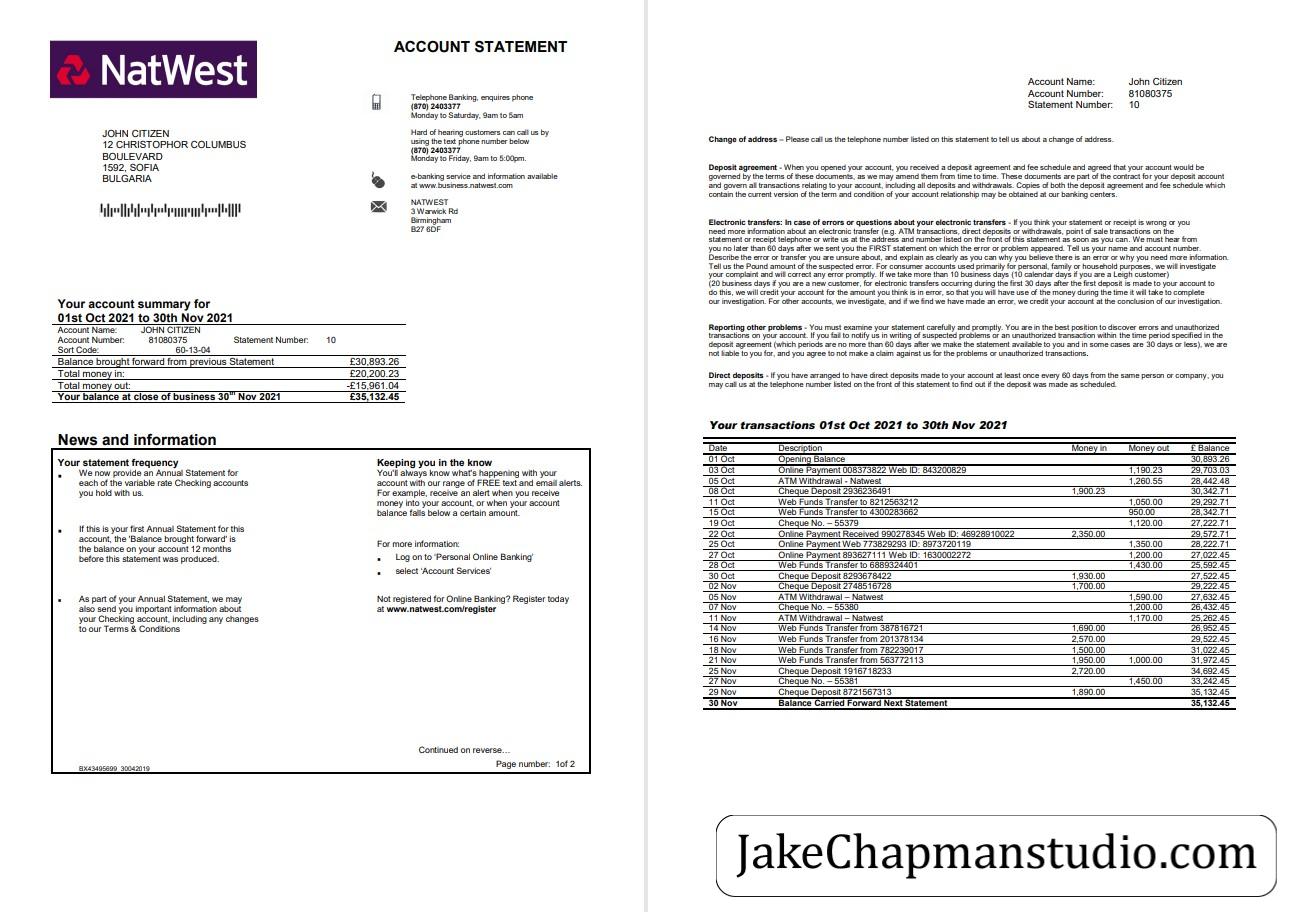 NatWest
ACCOUNT STATEMENT
Telephone Banking, enquires phone
(870) 2403377
Monday to Saturday, 9am to 5am
JOHN CITIZEN
12 CHRISTOPHOR COLUMBUS
BOULEVARD
1592, SOFIA
BULGARIA
Hard of hearing customers can call us by
using the text phone number below
(870) 2403377
Monday to Friday, 9am to 5:00pm.
e-banking service and information available
at www.business.natwest.com
NATWEST
3 Warwick Rd
Birmingham
B27 6DF
Your account summary for
01st Oct 2021 to 30th Nov 2021
Account Name: JOHN CITIZEN
Account Number: 81080375 Statement Number: 10
Sort Code: 60-13-04
Balance brought forward from previous Statement £30,893.26
Total money in: £20,200.23
Total money out: -£15,961.04
Your balance at close of business 30th Nov 2021 £35,132.45
News and information
Your statement frequency
We now provide an Annual Statement for
each of the variable rate Checking accounts
you hold with us.
If this is your first Annual Statement for this
account, the 'Balance brought forward' is
the balance on your account 12 months
before this statement was produced.
As part of your Annual Statement, we may
also send you important information about
your Checking account, including any changes
to our Terms & Conditions
Keeping you in the know
You'll always know what's happening with your
account with our range of FREE text and email alerts.
For example, receive an alert when you receive
money into your account, or when your account
balance falls below a certain amount.
For more information:
Log on to 'Personal Online Banking'
select 'Account Services'
Not registered for Online Banking? Register today
at www.natwest.com/register
Continued on reverse…
Page number: 1of 2
BX43495699_30042019
Account Name: John Citizen
Account Number: 81080375
Statement Number: 10
Change of address – Please call us the telephone number listed on this statement to tell us about a change of address.
Deposit agreement - When you opened your account, you received a deposit agreement and fee schedule and agreed that your account would be
governed by the terms of these documents, as we may amend them from time to time. These documents are part of the contract for your deposit account
and govern all transactions relating to your account, including all deposits and withdrawals. Copies of both the deposit agreement and fee schedule which
contain the current version of the term and condition of your account relationship may be obtained at our banking centers.
Electronic transfers: In case of errors or questions about your electronic transfers - If you think your statement or receipt is wrong or you
need more information about an electronic transfer (e.g. ATM transactions, direct deposits or withdrawals, point of sale transactions on the
statement or receipt telephone or write us at the address and number listed on the front of this statement as soon as you can. We must hear from
you no later than 60 days after we sent you the FIRST statement on which the error or problem appeared. Tell us your name and account number.
Describe the error or transfer you are unsure about, and explain as clearly as you can why you believe there is an error or why you need more information.
Tell us the Pound amount of the suspected error. For consumer accounts used primarily for personal, family or household purposes, we will investigate
your complaint and will correct any error promptly. If we take more than 10 business days (10 calendar days if you are a Leigh customer)
(20 business days if you are a new customer, for electronic transfers occurring during the first 30 days after the first deposit is made to your account to
do this, we will credit your account for the amount you think is in error, so that you will have use of the money during the time it will take to complete
our investigation. For other accounts, we investigate, and if we find we have made an error, we credit your account at the conclusion of our investigation.
Reporting other problems - You must examine your statement carefully and promptly. You are in the best position to discover errors and unauthorized
transactions on your account. If you fail to notify us in writing of suspected problems or an unauthorized transaction within the time period specified in the
deposit agreement (which periods are no more than 60 days after we make the statement available to you and in some cases are 30 days or less), we are
not liable to you for, and you agree to not make a claim against us for the problems or unauthorized transactions.
Direct deposits - If you have arranged to have direct deposits made to your account at least once every 60 days from the same person or company, you
may call us at the telephone number listed on the front of this statement to find out if the deposit was made as scheduled.
Your transactions 01st Oct 2021 to 30th Nov 2021
Date Description Money in Money out £ Balance
01 Oct Opening Balance 30,893.26
03 Oct Online Payment 008373822 Web ID: 843200829 1,190.23 29,703.03
05 Oct ATM Withdrawal - Natwest 1,260.55 28,442.48
08 Oct Cheque Deposit 2936236491 1,900.23 30,342.71
11 Oct Web Funds Transfer to 8212563212 1,050.00 29,292.71
15 Oct Web Funds Transfer to 4300283662 950.00 28,342.71
19 Oct Cheque No. – 55379 1,120.00 27,222.71
22 Oct Online Payment Received 990278345 Web ID: 46928910022 2,350.00 29,572.71
25 Oct Online Payment Web 773829293 ID: 8973720119 1,350.00 28,222.71
27 Oct Online Payment 893627111 Web ID: 1630002272 1,200.00 27,022.45
28 Oct Web Funds Transfer to 6889324401 1,430.00 25,592.45
30 Oct Cheque Deposit 8293678422 1,930.00 27,522.45
02 Nov Cheque Deposit 2748516728 1,700.00 29,222.45
05 Nov ATM Withdrawal – Natwest 1,590.00 27,632.45
07 Nov Cheque No. – 55380 1,200.00 26,432.45
11 Nov ATM Withdrawal – Natwest 1,170.00 25,262.45
14 Nov Web Funds Transfer from 387816721 1,690.00 26,952.45
16 Nov Web Funds Transfer from 201378134 2,570.00 29,522.45
18 Nov Web Funds Transfer from 782239017 1,500.00 31,022.45
21 Nov Web Funds Transfer from 563772113 1,950.00 1,000.00 31,972.45
25 Nov Cheque Deposit 1916718233 2,720.00 34,692.45
27 Nov Cheque No. – 55381 1,450.00 33,242.45
29 Nov Cheque Deposit 8721567313 1,890.00 35,132.45
30 Nov Balance Carried Forward Next Statement 35,132.45
JakeChapmanstudio.com